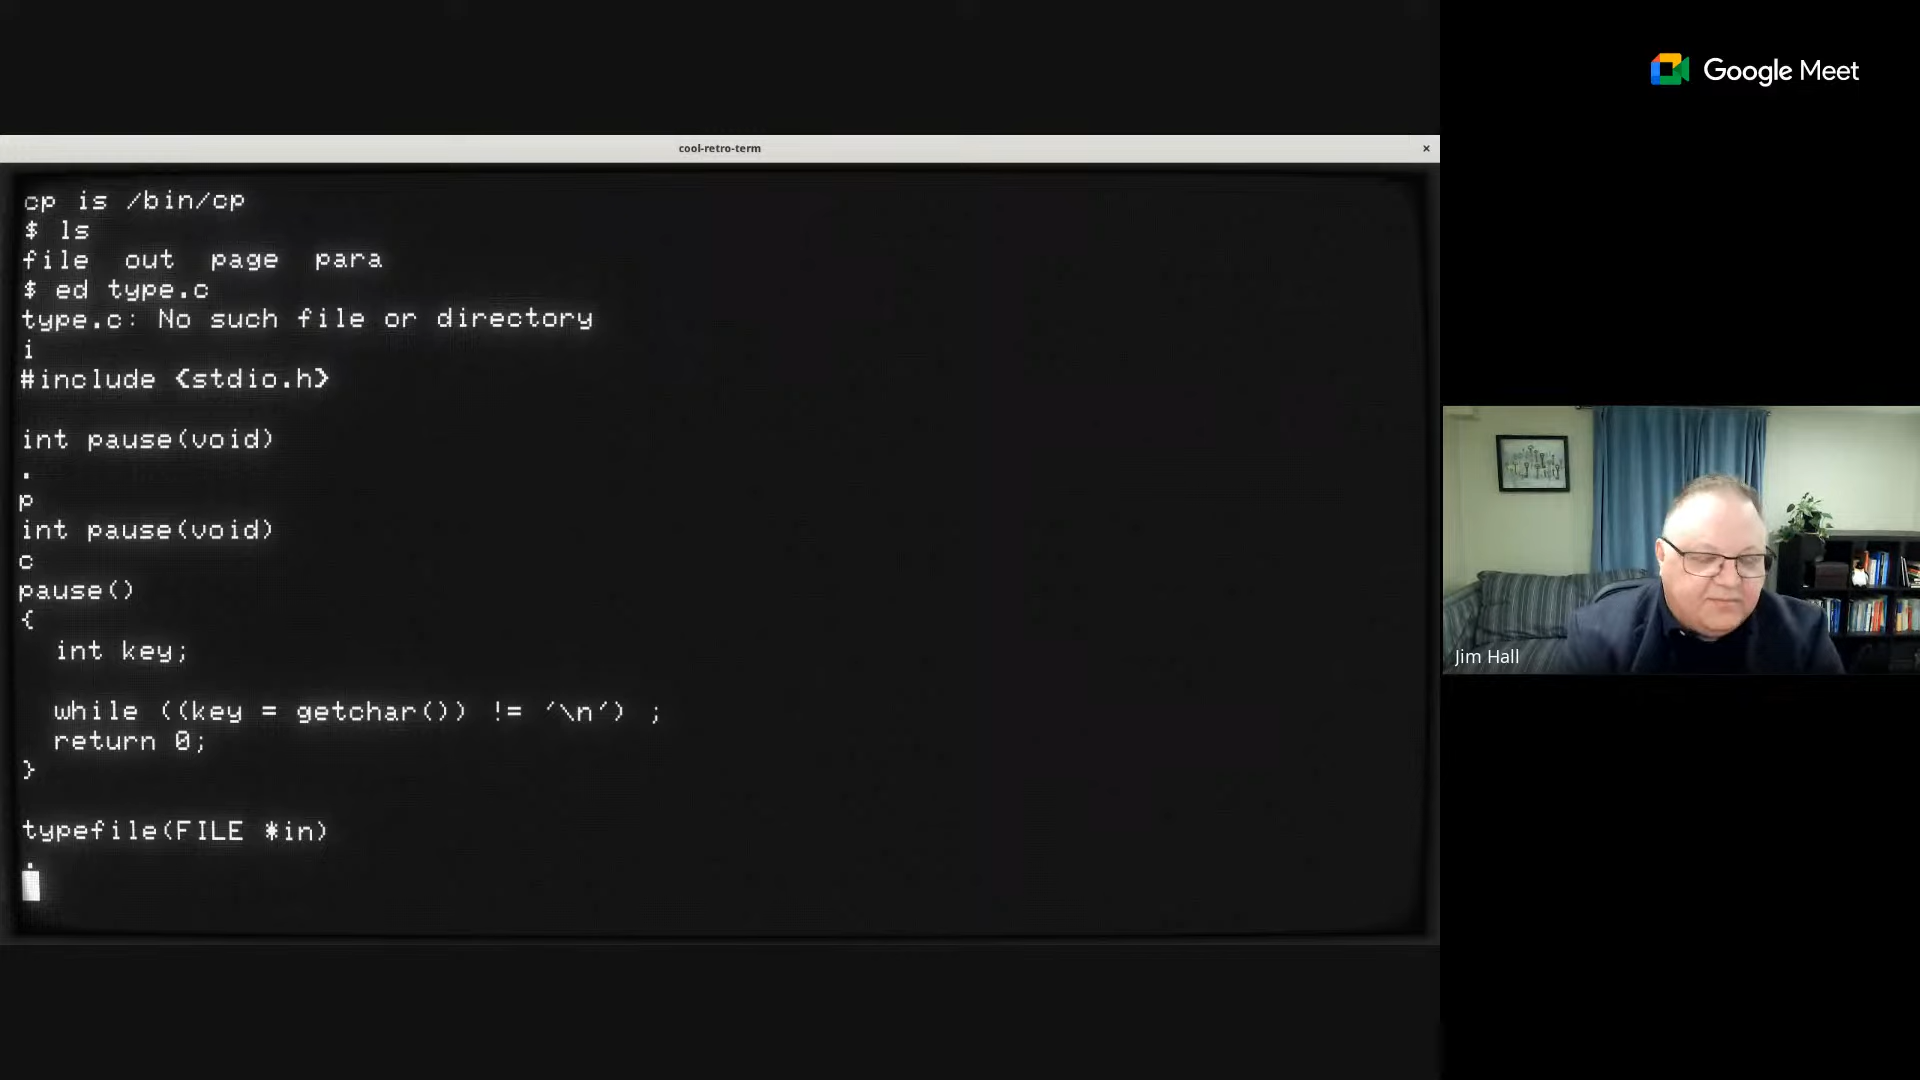 Google Meet
cool-retro-term ×
cp is /bin/cp
$ ls
file out page para
$ ed type.c
type.c: No such file or directory
i
#include <stdio.h>
int pause(void)
.
p
int pause(void)
c
pause()
{
int key;
while ((key = getchar()) != '\n') ;
return 0;
}
typefile(FILE *in)
.
Jim Hall